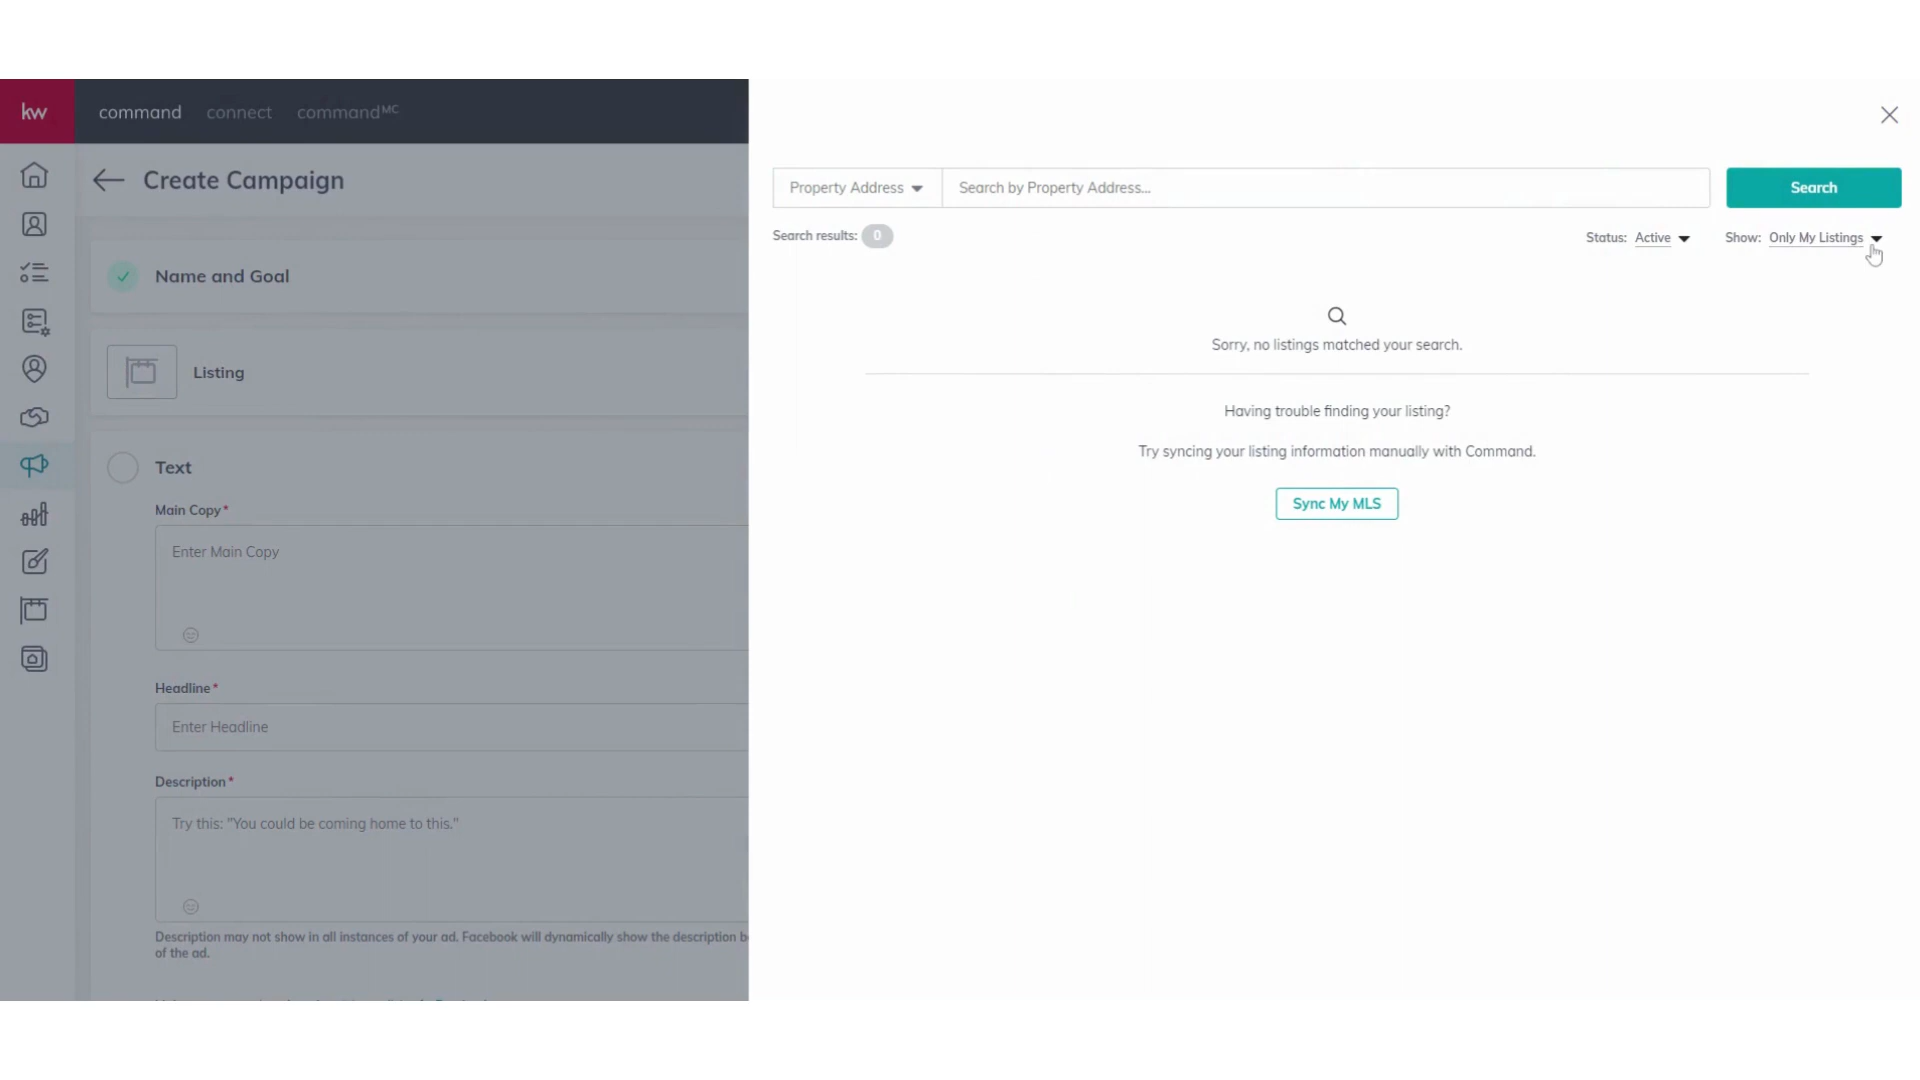 kw
command connect commandMC
Create Campaign
Name and Goal
Listing
Text
Main Copy*
Enter Main Copy
Headline*
Enter Headline
Description*
Try this: "You could be coming home to this."
Description may not show in all instances of your ad. Facebook will dynamically show the description b
of the ad.
Property Address Search by Property Address... Search
Search results: 0 Status: Active Show: Only My Listings
Sorry, no listings matched your search.
Having trouble finding your listing?
Try syncing your listing information manually with Command.
Sync My MLS